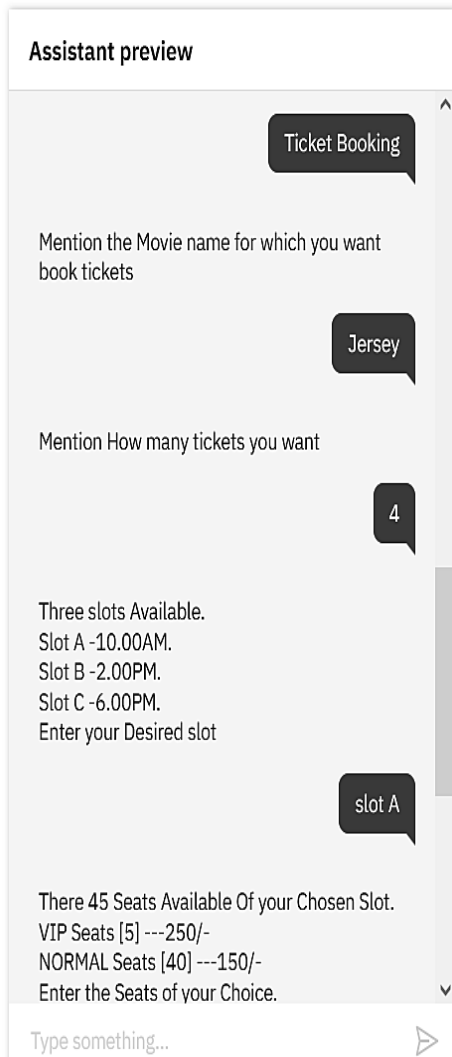 Assistant preview
Ticket Booking
Mention the Movie name for which you want
book tickets
Jersey
Mention How many tickets you want
4
Three slots Available.
Slot A -10.00AM.
Slot B -2.00PM.
Slot C -6.00PM.
Enter your Desired slot
slot A
There 45 Seats Available Of your Chosen Slot.
VIP Seats [5] ---250/-
NORMAL Seats [40] ---150/-
Enter the Seats of your Choice.
Type something...